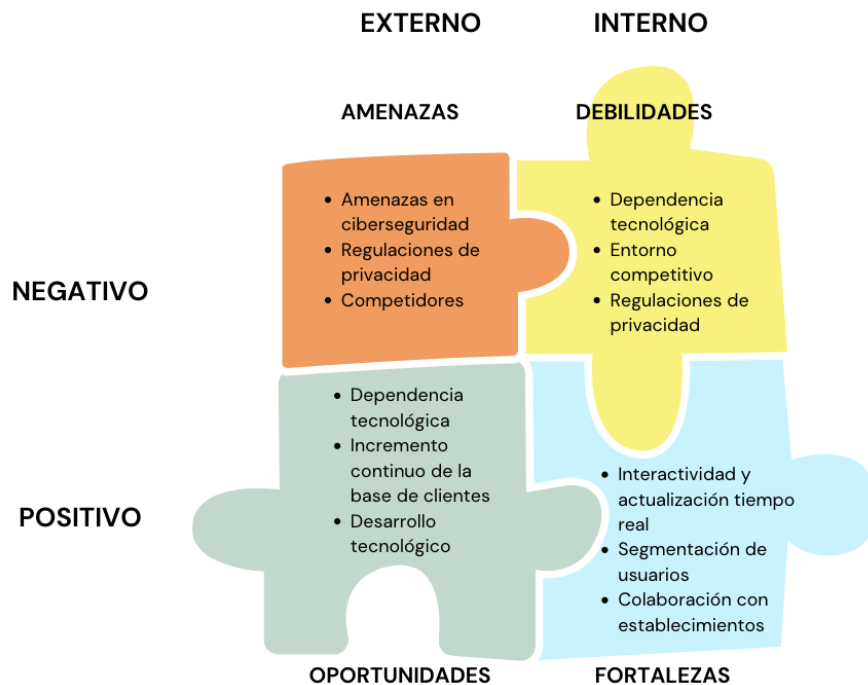 EXTERNO
INTERNO
AMENAZAS
DEBILIDADES
NEGATIVO
• Amenazas en
ciberseguridad
• Regulaciones de
privacidad
• Competidores
• Dependencia
tecnológica
• Entorno
competitivo
• Regulaciones de
privacidad
POSITIVO
• Dependencia
tecnológica
• Incremento
continuo de la
base de clientes
• Desarrollo
tecnológico
• Interactividad y
actualización tiempo
real
• Segmentación de
usuarios
• Colaboración con
establecimientos
OPORTUNIDADES
FORTALEZAS